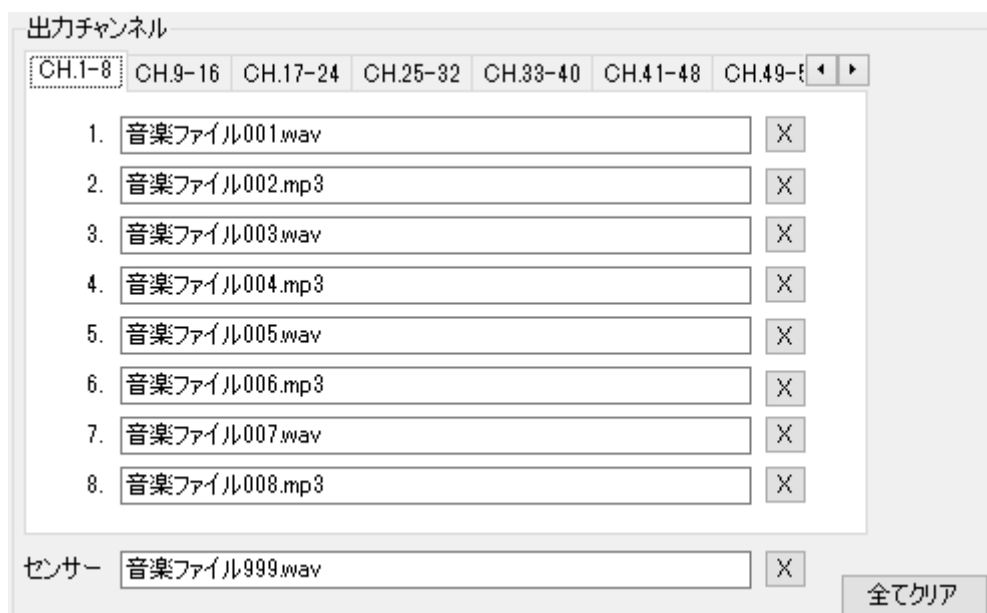 出力チャンネル
CH.1-8 CH.9-16 CH.17-24 CH.25-32 CH.33-40 CH.41-48 CH.49-
1. 音楽ファイル001.wav X
2. 音楽ファイル002.mp3 X
3. 音楽ファイル003.wav X
4. 音楽ファイル004.mp3 X
5. 音楽ファイル005.wav X
6. 音楽ファイル006.mp3 X
7. 音楽ファイル007.wav X
8. 音楽ファイル008.mp3 X
センサー 音楽ファイル999.wav X
全てクリア